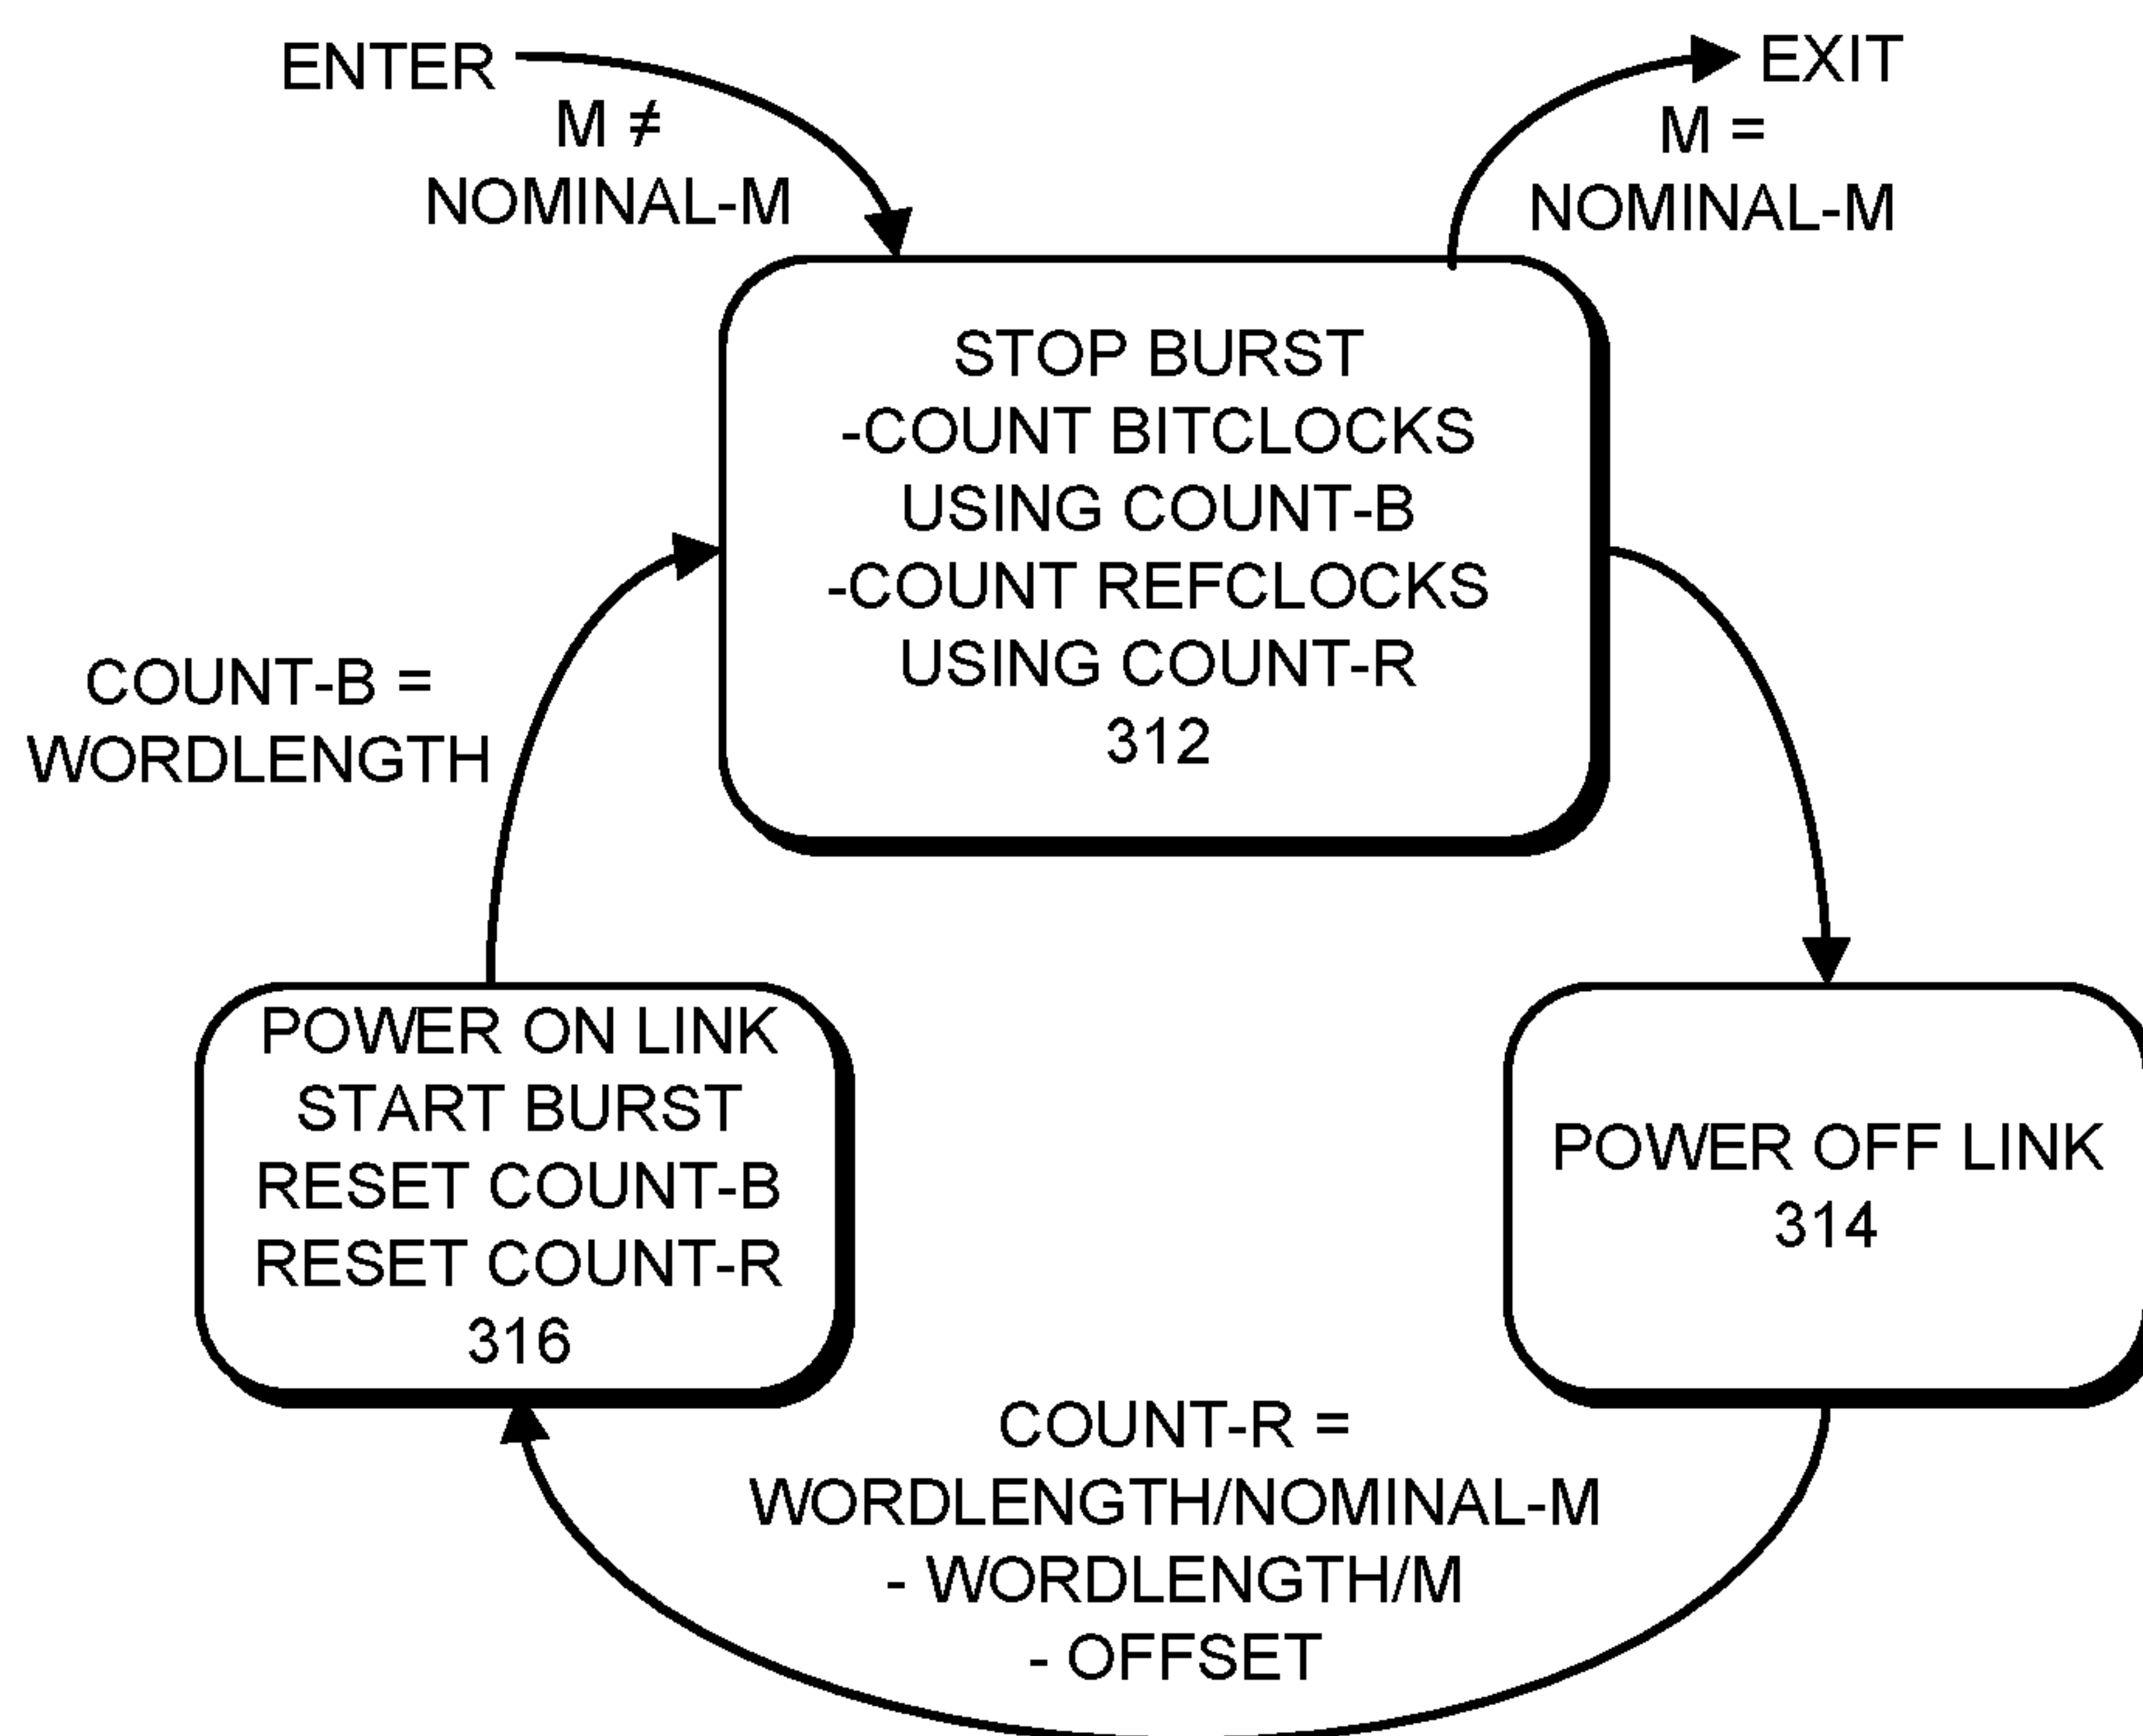 ENTER
M ≠
NOMINAL-M
EXIT
M =
NOMINAL-M
STOP BURST
-COUNT BITCLOCKS
USING COUNT-B
-COUNT REFCLOCKS
USING COUNT-R
312
COUNT-B =
WORDLENGTH
POWER ON LINK
START BURST
RESET COUNT-B
RESET COUNT-R
316
POWER OFF LINK
314
COUNT-R =
WORDLENGTH/NOMINAL-M
- WORDLENGTH/M
- OFFSET